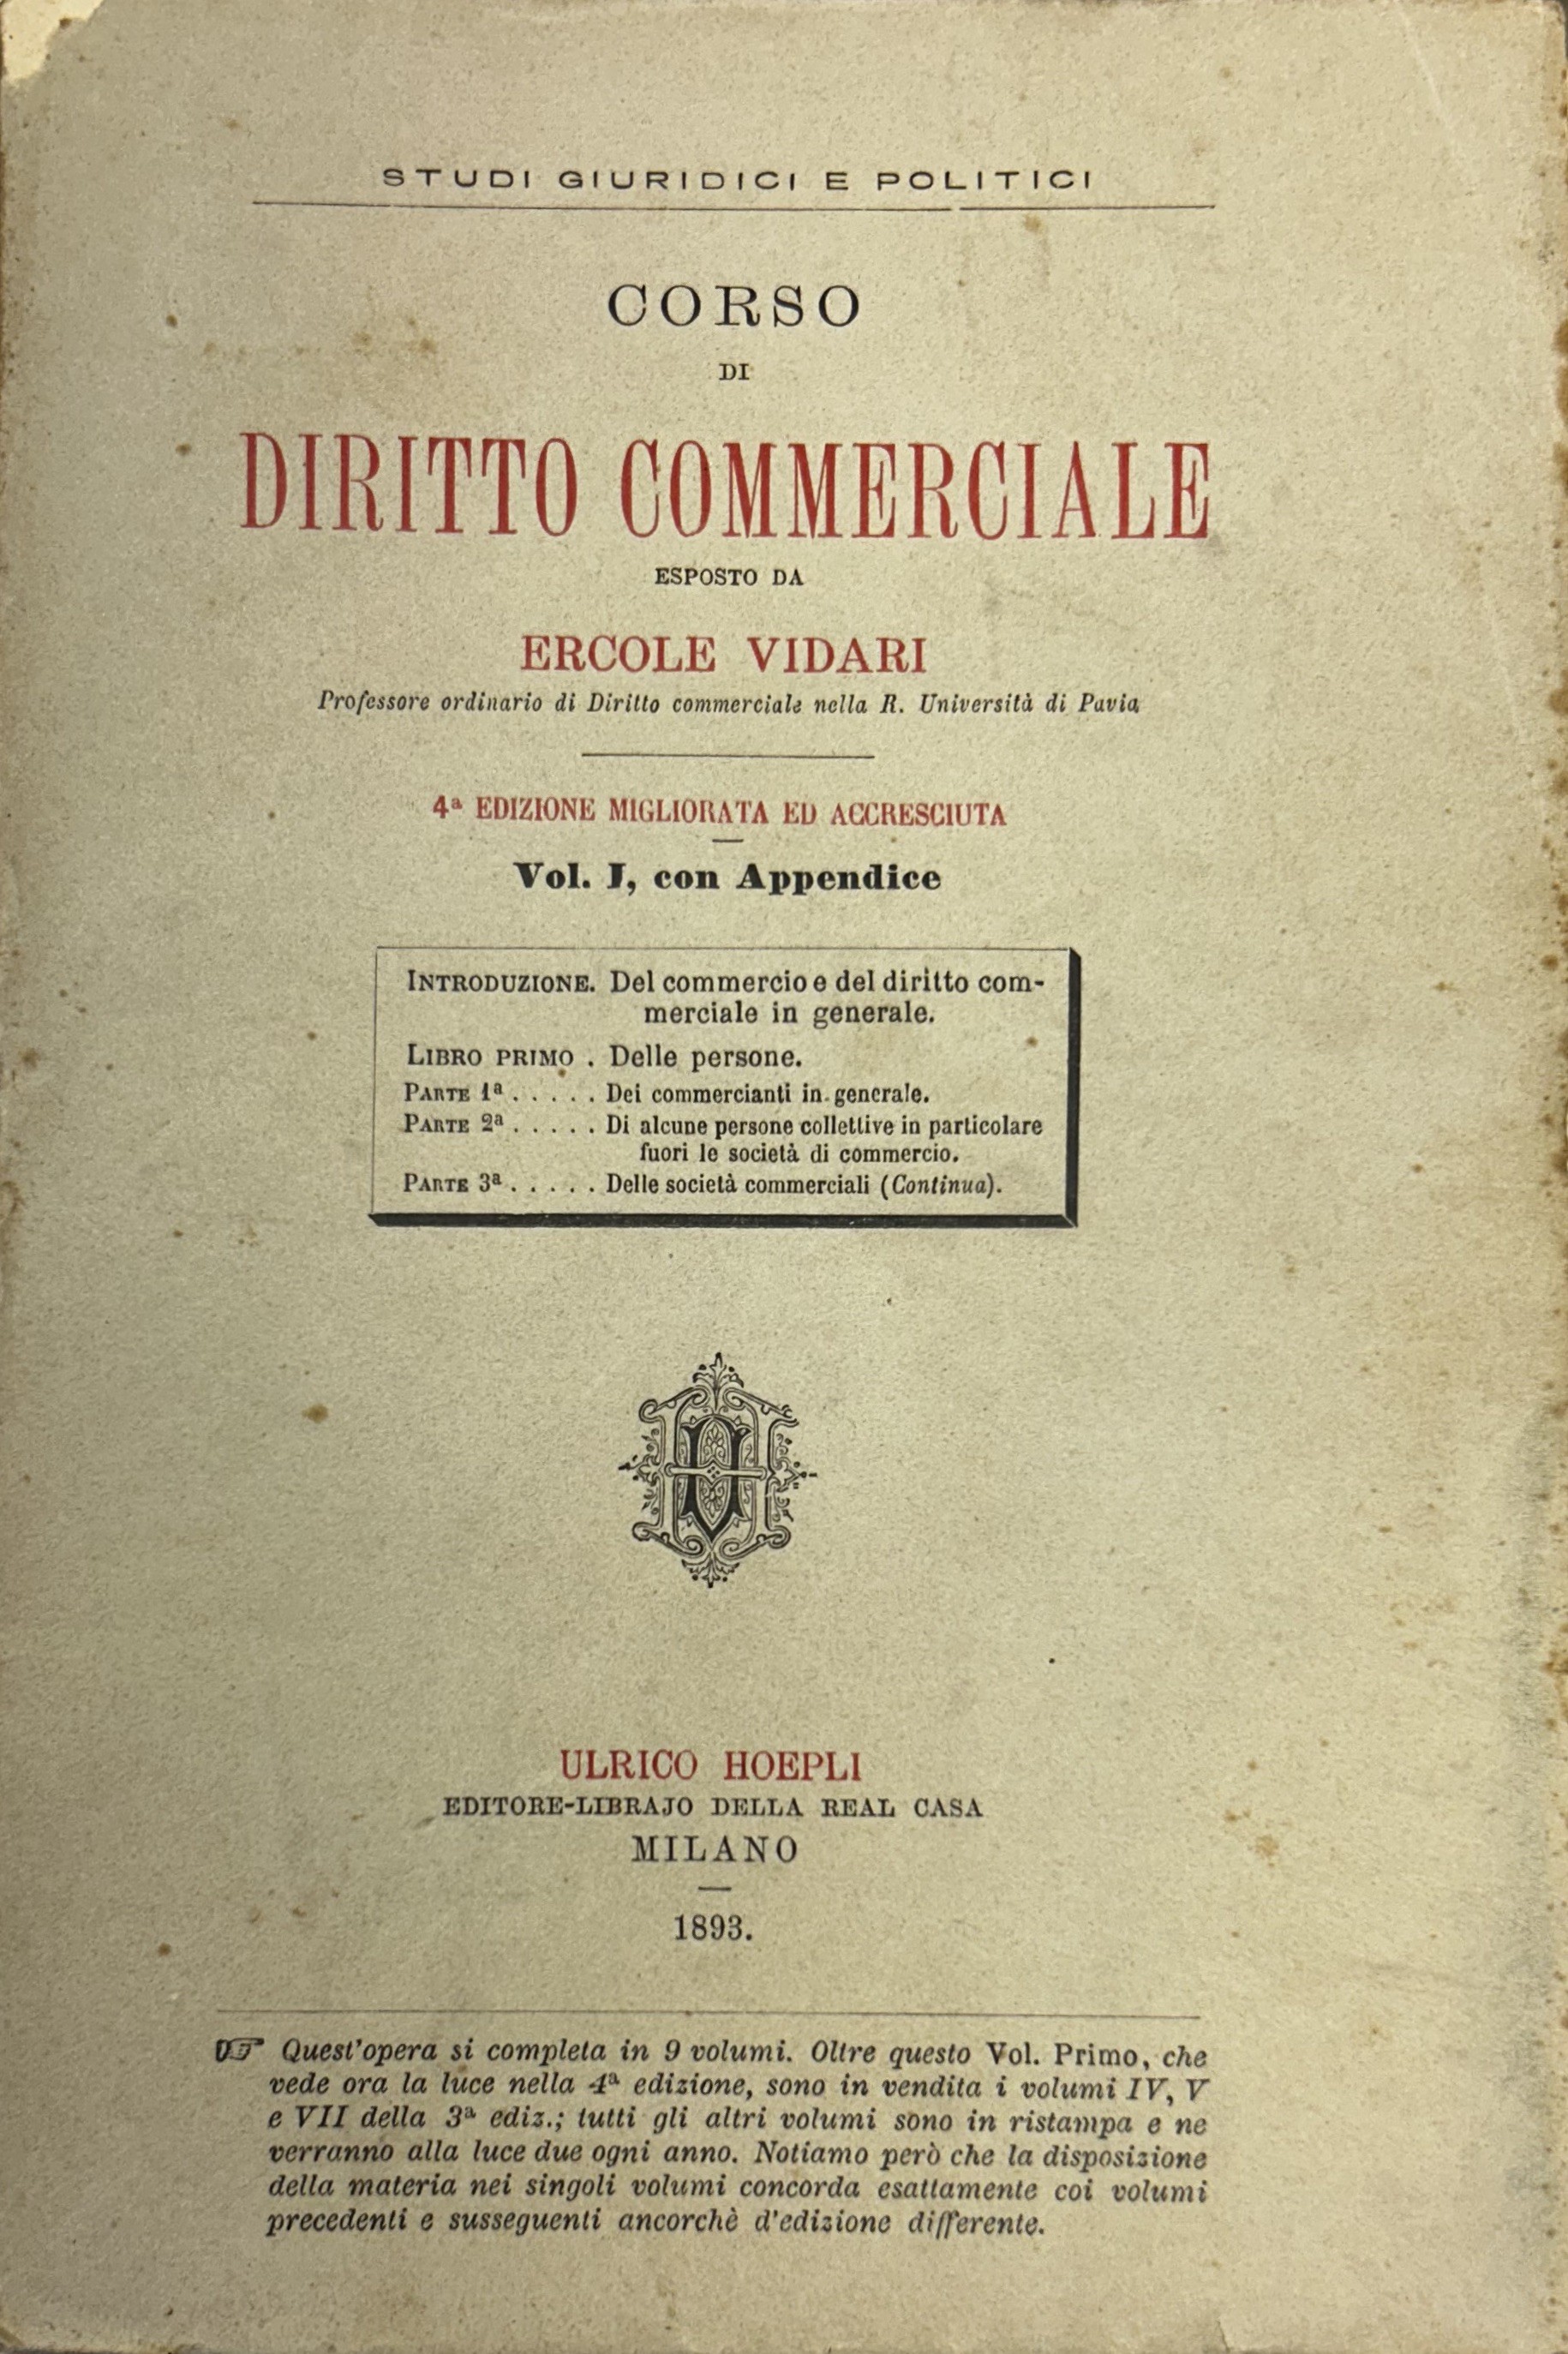 STUDI GIURIDICI E POLITICI
CORSO
DI
DIRITTO COMMERCIALE
ESPOSTO DA
ERCOLE VIDARI
Professore ordinario di Diritto commerciale nella R. Università di Pavia
4ª EDIZIONE MIGLIORATA ED ACCRESCIUTA
Vol. I, con Appendice
INTRODUZIONE. Del commercio e del diritto com-
merciale in generale.
LIBRO PRIMO . Delle persone.
PARTE 1ª . . . . . Dei commercianti in generale.
PARTE 2ª . . . . . Di alcune persone collettive in particolare
fuori le società di commercio.
PARTE 3ª . . . . . Delle società commerciali (Continua).
UH
ULRICO HOEPLI
EDITORE-LIBRAJO DELLA REAL CASA
MILANO
1893.
☞ Quest'opera si completa in 9 volumi. Oltre questo Vol. Primo, che
vede ora la luce nella 4ª edizione, sono in vendita i volumi IV, V
e VII della 3ª ediz.; tutti gli altri volumi sono in ristampa e ne
verranno alla luce due ogni anno. Notiamo però che la disposizione
della materia nei singoli volumi concorda esattamente coi volumi
precedenti e susseguenti ancorchè d'edizione differente.